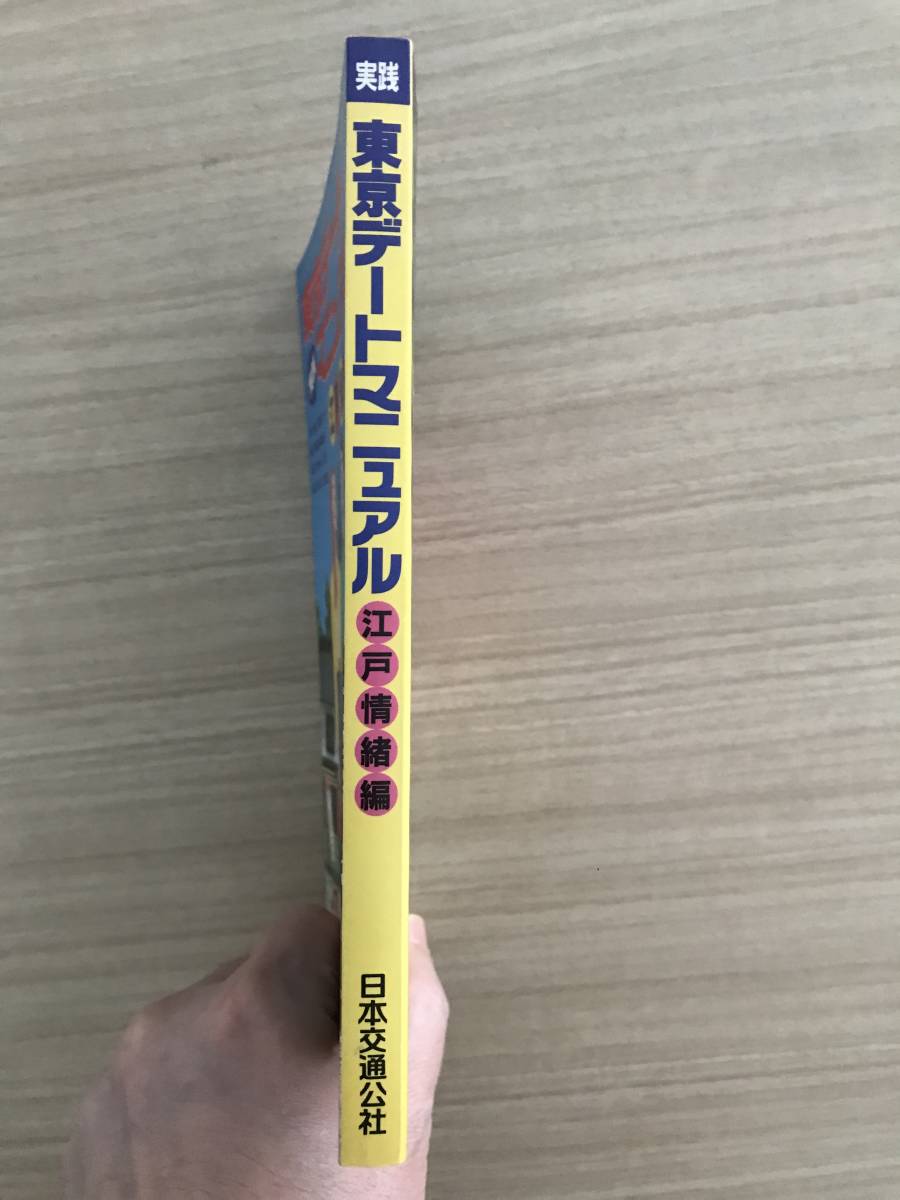 実践
東京デートマニュアル
江戸情緒編
日本交通公社